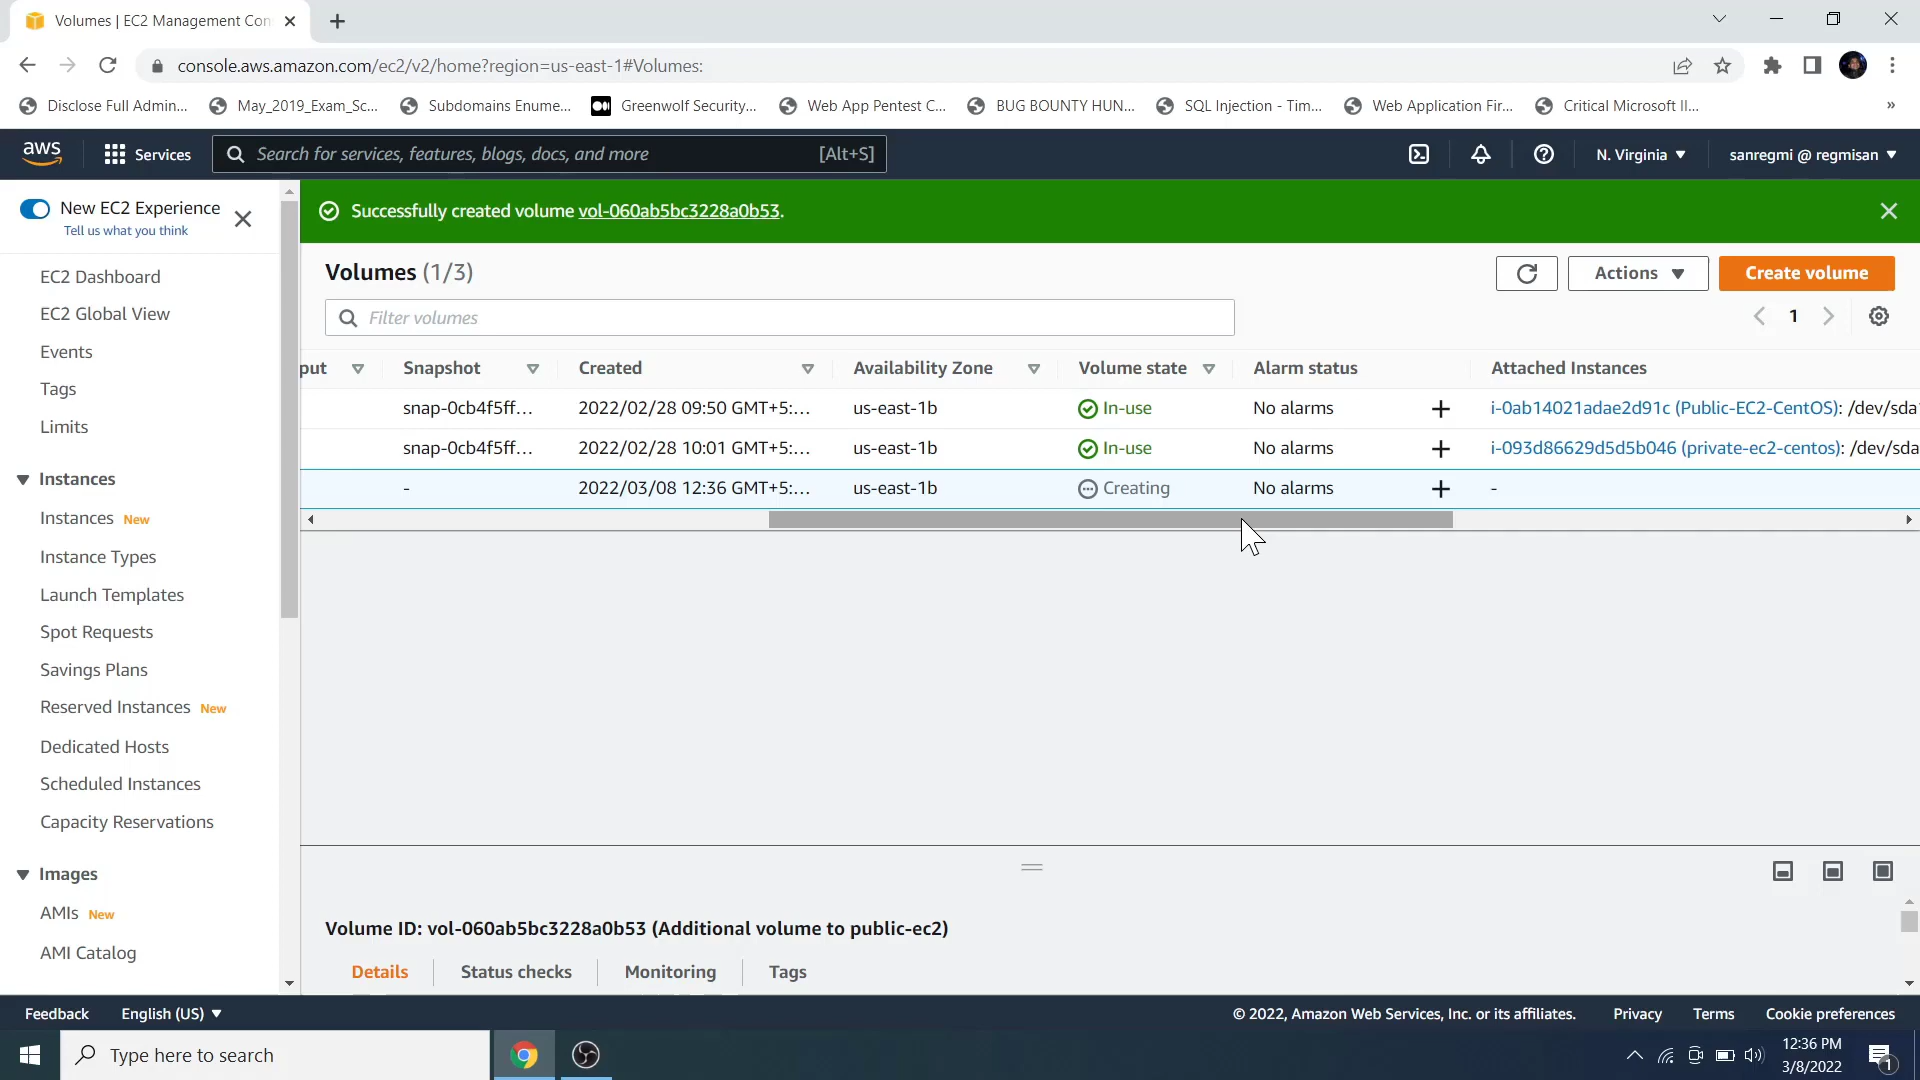 Volumes | EC2 Management Con
console.aws.amazon.com/ec2/v2/home?region=us-east-1#Volumes:
Disclose Full Admin...
May_2019_Exam_Sc...
Subdomains Enume...
Greenwolf Security...
Web App Pentest C...
BUG BOUNTY HUN...
SQL Injection - Tim...
Web Application Fir...
Critical Microsoft II...
»
aws
Services
Search for services, features, blogs, docs, and more
[Alt+S]
N. Virginia
sanregmi @ regmisan
New EC2 Experience
Tell us what you think
EC2 Dashboard
EC2 Global View
Events
Tags
Limits
Instances
Instances New
Instance Types
Launch Templates
Spot Requests
Savings Plans
Reserved Instances New
Dedicated Hosts
Scheduled Instances
Capacity Reservations
Images
AMIs New
AMI Catalog
Successfully created volume vol-060ab5bc3228a0b53.
Volumes (1/3)
Actions
Create volume
Filter volumes
1
put Snapshot Created Availability Zone Volume state Alarm status Attached Instances
snap-0cb4f5ff... 2022/02/28 09:50 GMT+5:... us-east-1b In-use No alarms + i-0ab14021adae2d91c (Public-EC2-CentOS): /dev/sda1
snap-0cb4f5ff... 2022/02/28 10:01 GMT+5:... us-east-1b In-use No alarms + i-093d86629d5d5b046 (private-ec2-centos): /dev/sda
- 2022/03/08 12:36 GMT+5:... us-east-1b Creating No alarms + -
Volume ID: vol-060ab5bc3228a0b53 (Additional volume to public-ec2)
Details
Status checks
Monitoring
Tags
Feedback
English (US)
© 2022, Amazon Web Services, Inc. or its affiliates.
Privacy
Terms
Cookie preferences
Type here to search
12:36 PM
3/8/2022
1